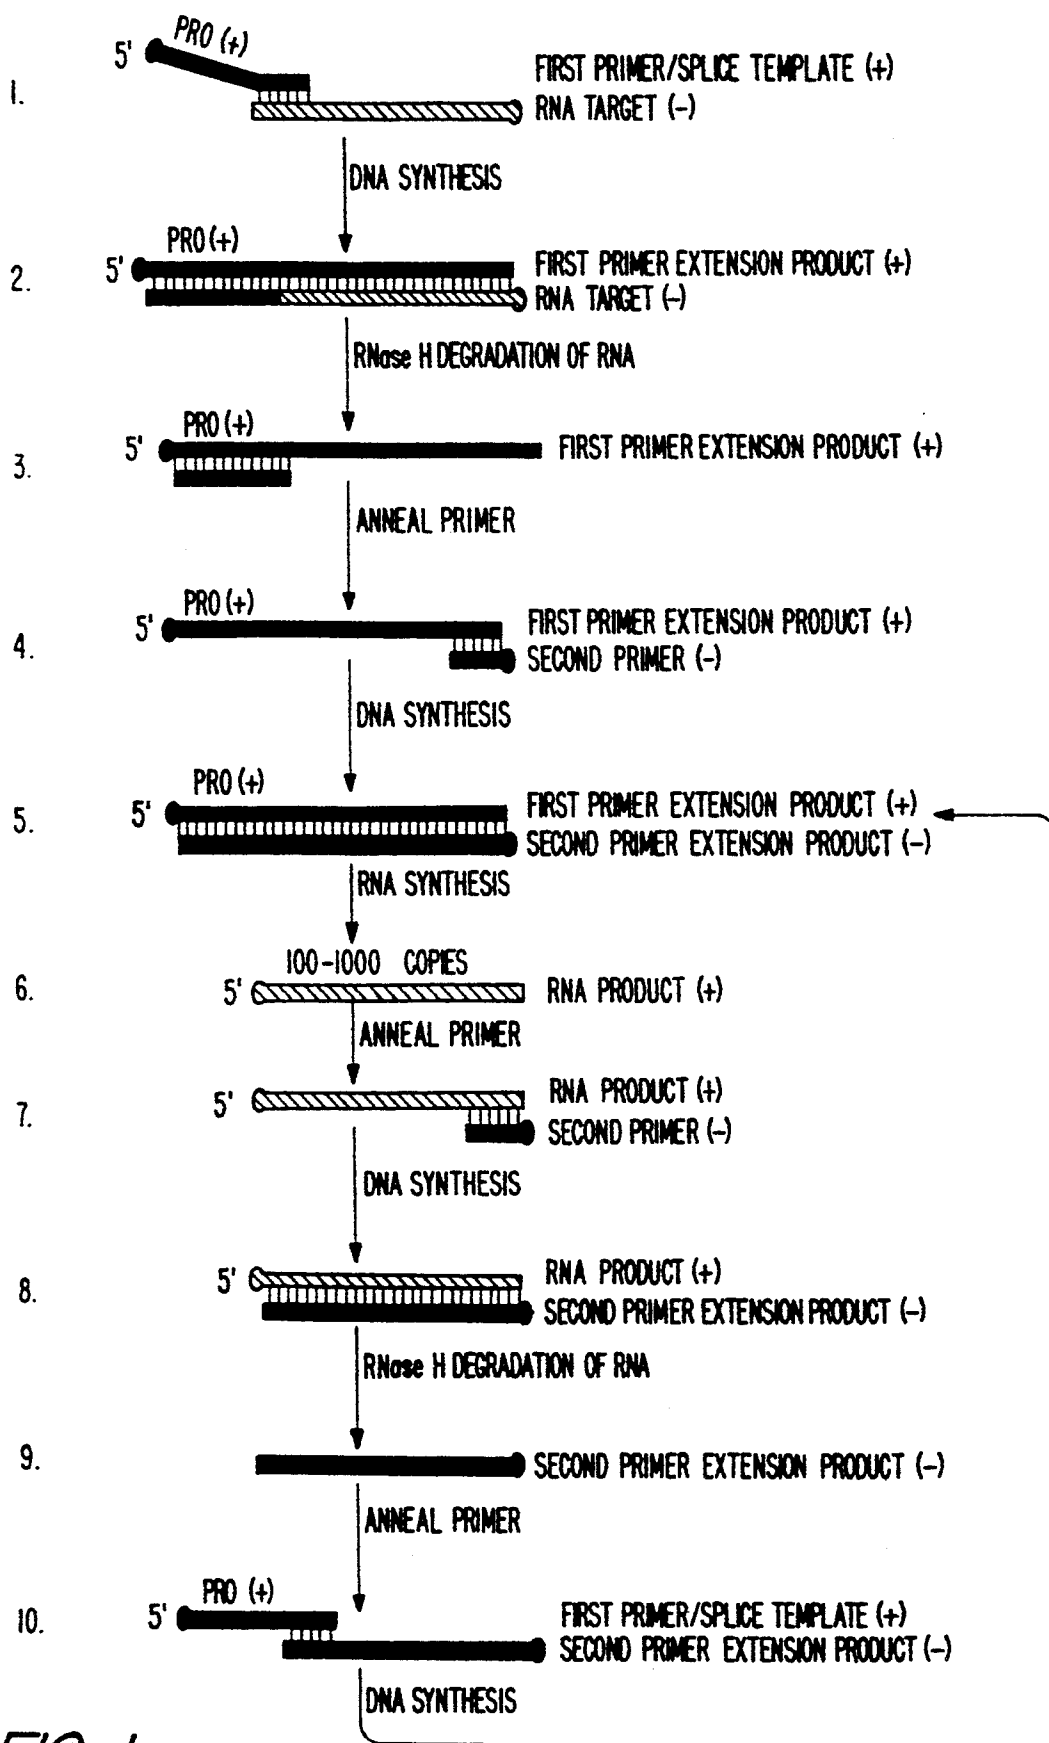 PRO (+)
5'
1.
FIRST PRIMER/SPLICE TEMPLATE (+)
RNA TARGET (-)
DNA SYNTHESIS
PRO (+)
5'
2.
FIRST PRIMER EXTENSION PRODUCT (+)
RNA TARGET (-)
RNase H DEGRADATION OF RNA
PRO (+)
5'
3.
FIRST PRIMER EXTENSION PRODUCT (+)
ANNEAL PRIMER
PRO (+)
5'
4.
FIRST PRIMER EXTENSION PRODUCT (+)
SECOND PRIMER (-)
DNA SYNTHESIS
PRO (+)
5'
5.
FIRST PRIMER EXTENSION PRODUCT (+)
SECOND PRIMER EXTENSION PRODUCT (-)
RNA SYNTHESIS
100-1000 COPIES
6.
5'
RNA PRODUCT (+)
ANNEAL PRIMER
7.
5'
RNA PRODUCT (+)
SECOND PRIMER (-)
DNA SYNTHESIS
8.
5'
RNA PRODUCT (+)
SECOND PRIMER EXTENSION PRODUCT (-)
RNase H DEGRADATION OF RNA
9.
SECOND PRIMER EXTENSION PRODUCT (-)
ANNEAL PRIMER
PRO (+)
10.
5'
FIRST PRIMER/SPLICE TEMPLATE (+)
SECOND PRIMER EXTENSION PRODUCT (-)
DNA SYNTHESIS